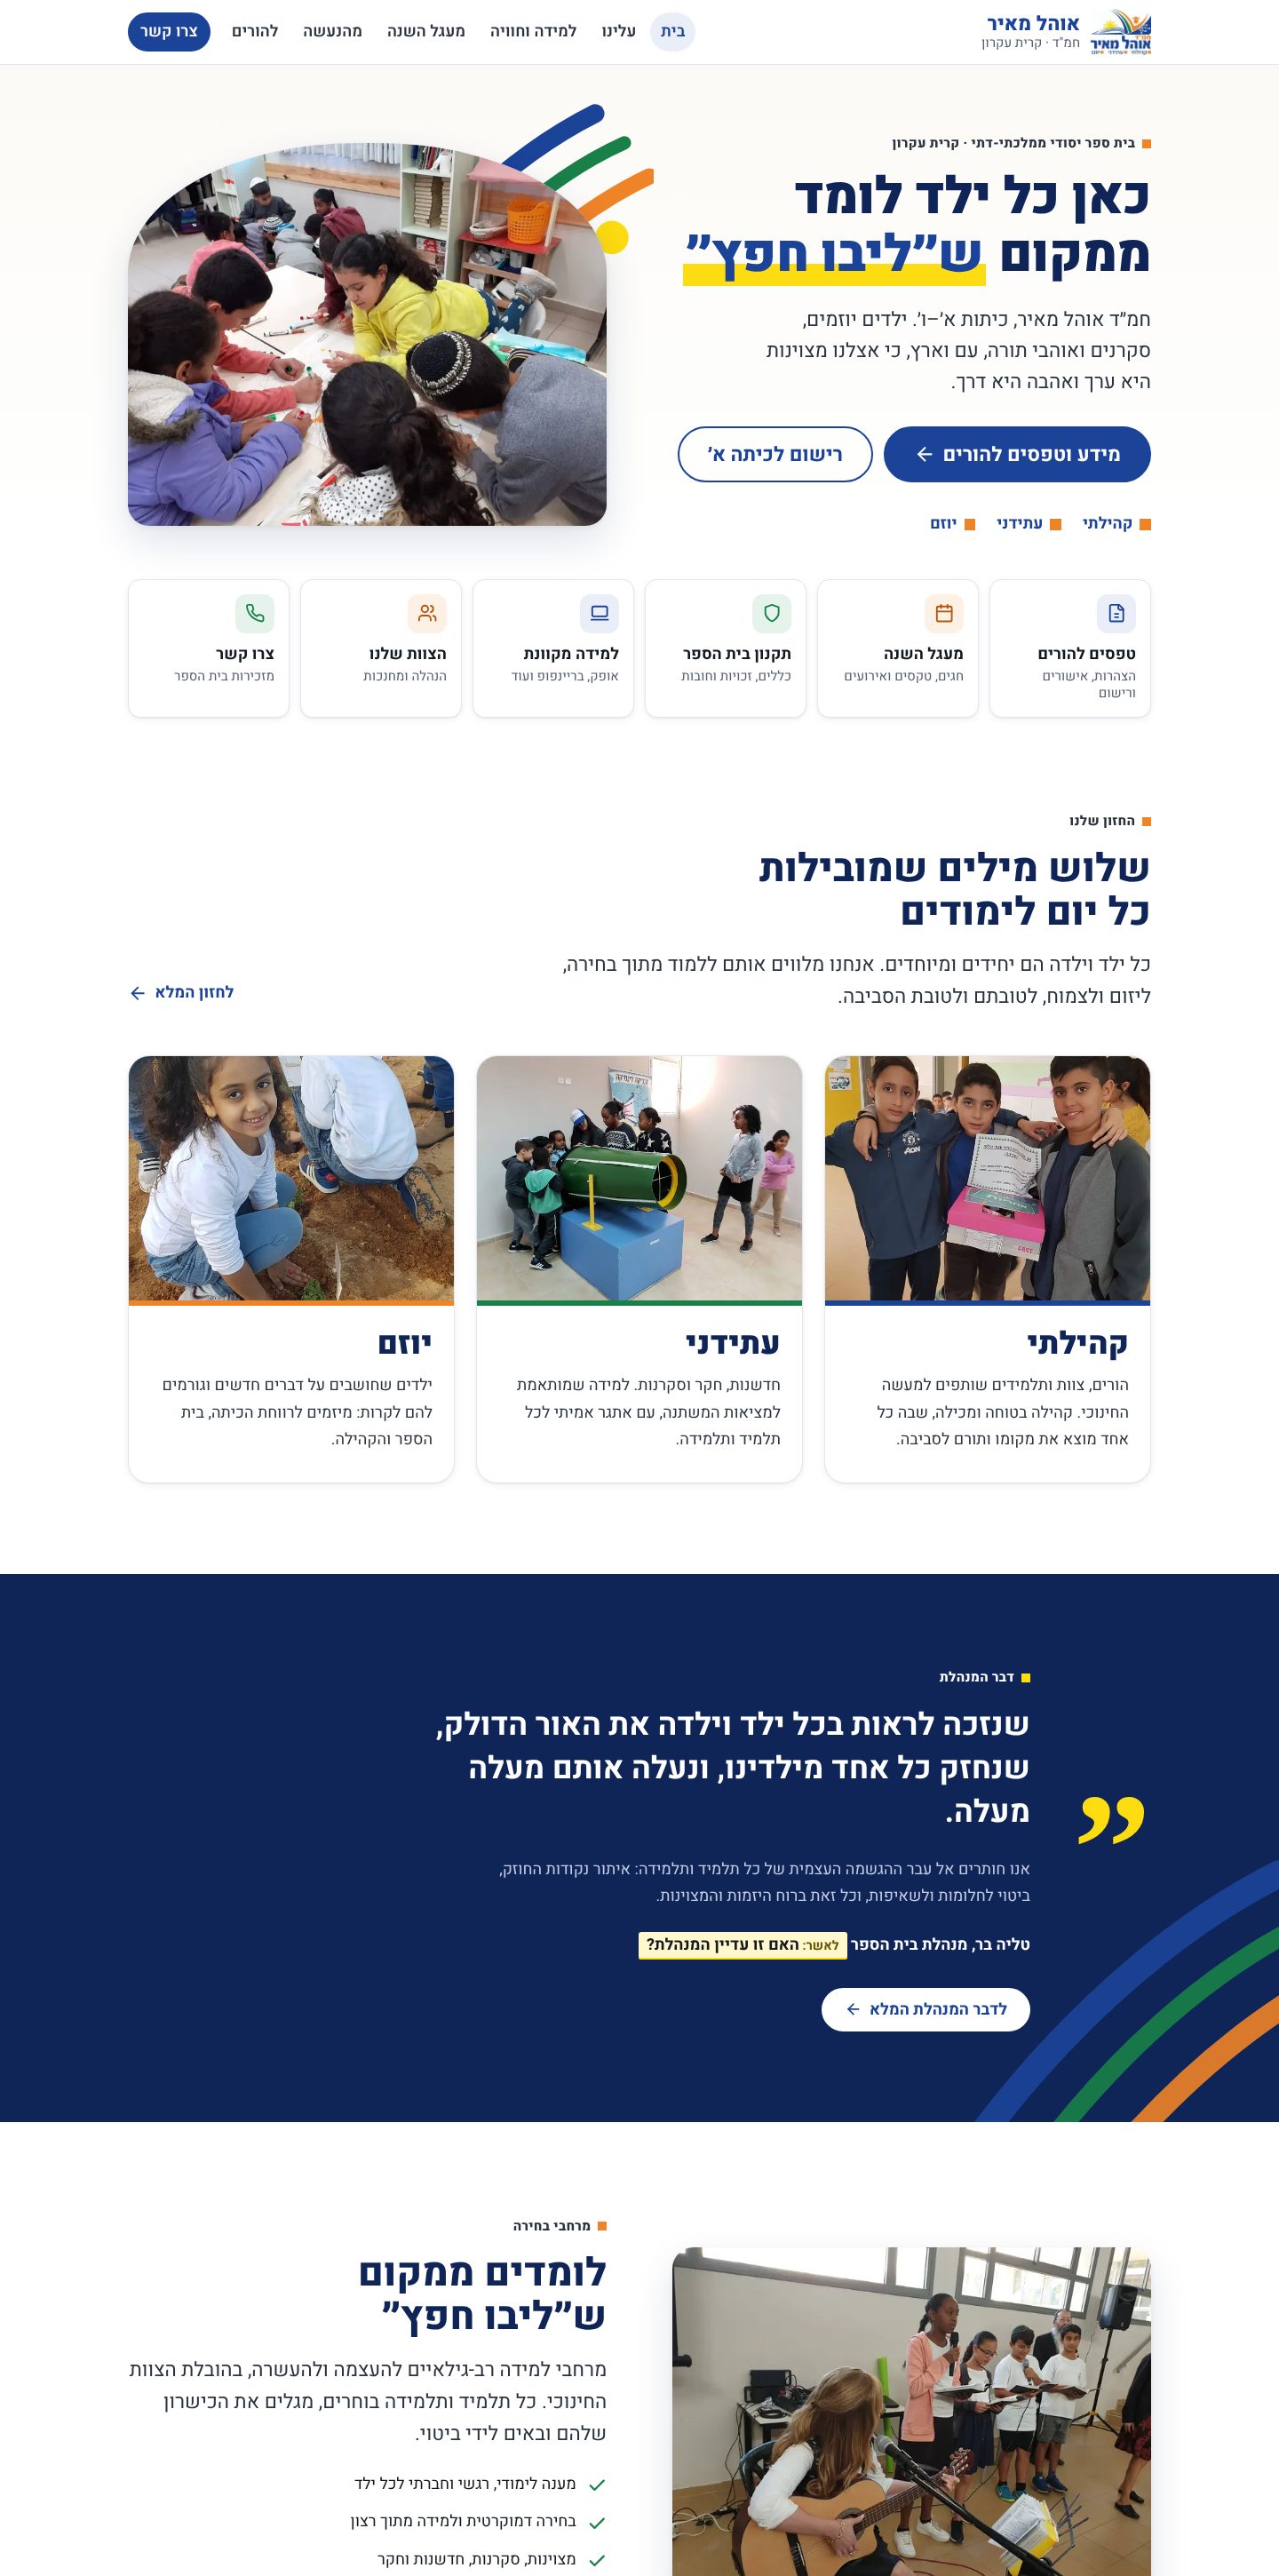 אוהל מאיר
חמ"ד · קרית עקרון
בית
עלינו
למידה וחוויה
מעגל השנה
מהנעשה
להורים
צרו קשר
בית ספר יסודי ממלכתי-דתי · קרית עקרון
כאן כל ילד לומד
ממקום ש״ליבו חפץ״
חמ"ד אוהל מאיר, כיתות א׳–ו׳. ילדים יוזמים,
סקרנים ואוהבי תורה, עם וארץ, כי אצלנו מצוינות
היא ערך ואהבה היא דרך.
מידע וטפסים להורים ←
רישום לכיתה א׳
קהילתי
עתידני
יוזם
טפסים להורים
הצהרות, אישורים
ורישום
מעגל השנה
חגים, טקסים ואירועים
תקנון בית הספר
כללים, זכויות וחובות
למידה מקוונת
אופק, בריינפופ ועוד
הצוות שלנו
הנהלה ומחנכות
צרו קשר
מזכירות בית הספר
החזון שלנו
שלוש מילים שמובילות
כל יום לימודים
כל ילד וילדה הם יחידים ומיוחדים. אנחנו מלווים אותם ללמוד מתוך בחירה,
ליזום ולצמוח, לטובתם ולטובת הסביבה.
לחזון המלא ←
קהילתי
הורים, צוות ותלמידים שותפים למעשה
החינוכי. קהילה בטוחה ומכילה, שבה כל
אחד מוצא את מקומו ותורם לסביבה.
עתידני
חדשנות, חקר וסקרנות. למידה שמותאמת
למציאות המשתנה, עם אתגר אמיתי לכל
תלמיד ותלמידה.
יוזם
ילדים שחושבים על דברים חדשים וגורמים
להם לקרות: מיזמים לרווחת הכיתה, בית
הספר והקהילה.
דבר המנהלת
שנזכה לראות בכל ילד וילדה את האור הדולק,
שנחזק כל אחד מילדינו, ונעלה אותם מעלה
מעלה.
אנו חותרים אל עבר ההגשמה העצמית של כל תלמיד ותלמידה: איתור נקודות החוזק,
ביטוי לחלומות ולשאיפות, וכל זאת ברוח היזמות והמצוינות.
טליה בר, מנהלת בית הספר לאשר: האם זו עדיין המנהלת?
לדבר המנהלת המלא ←
מרחבי בחירה
לומדים ממקום
ש״ליבו חפץ״
מרחבי למידה רב-גילאיים להעצמה ולהעשרה, בהובלת הצוות
החינוכי. כל תלמיד ותלמידה בוחרים, מגלים את הכישרון
שלהם ובאים לידי ביטוי.
מענה לימודי, רגשי וחברתי לכל ילד
בחירה דמוקרטית ולמידה מתוך רצון
מצוינות, סקרנות, חדשנות וחקר